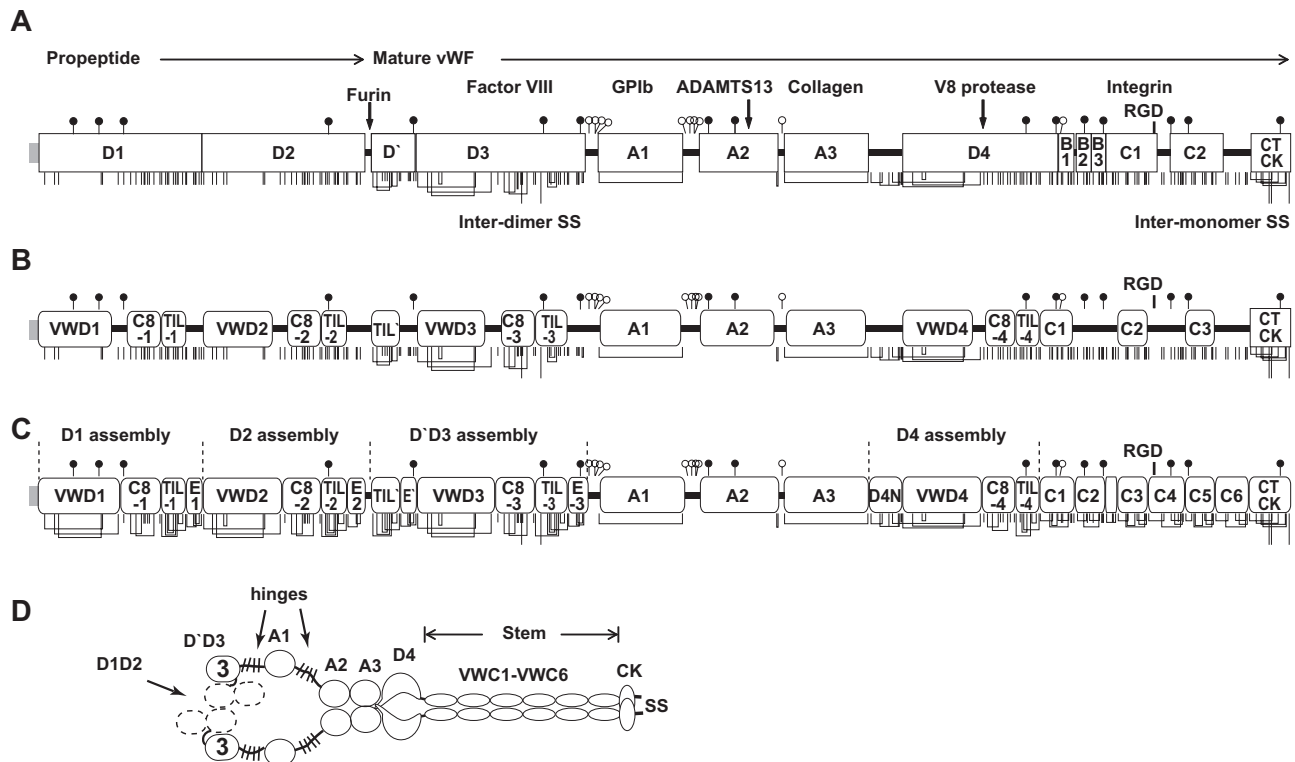 A
Propeptide Mature vWF
Furin Factor VIII GPIb ADAMTS13 Collagen V8 protease Integrin
RGD
D1 D2 D` D3 A1 A2 A3 D4 B1 B2 B3 C1 C2 CT CK
Inter-dimer SS Inter-monomer SS
B
RGD
VWD1 C8-1 TIL-1 VWD2 C8-2 TIL-2 TIL` VWD3 C8-3 TIL-3 A1 A2 A3 VWD4 C8-4 TIL-4 C1 C2 C3 CT CK
C
D1 assembly D2 assembly D`D3 assembly D4 assembly
RGD
VWD1 C8-1 TIL-1 E1 VWD2 C8-2 TIL-2 E2 TIL` E` VWD3 C8-3 TIL-3 E-3 A1 A2 A3 D4N VWD4 C8-4 TIL-4 C1 C2 C3 C4 C5 C6 CT CK
D
hinges
D`D3 A1 A2 A3 D4 Stem
D1D2 VWC1-VWC6 CK
3
SS
3